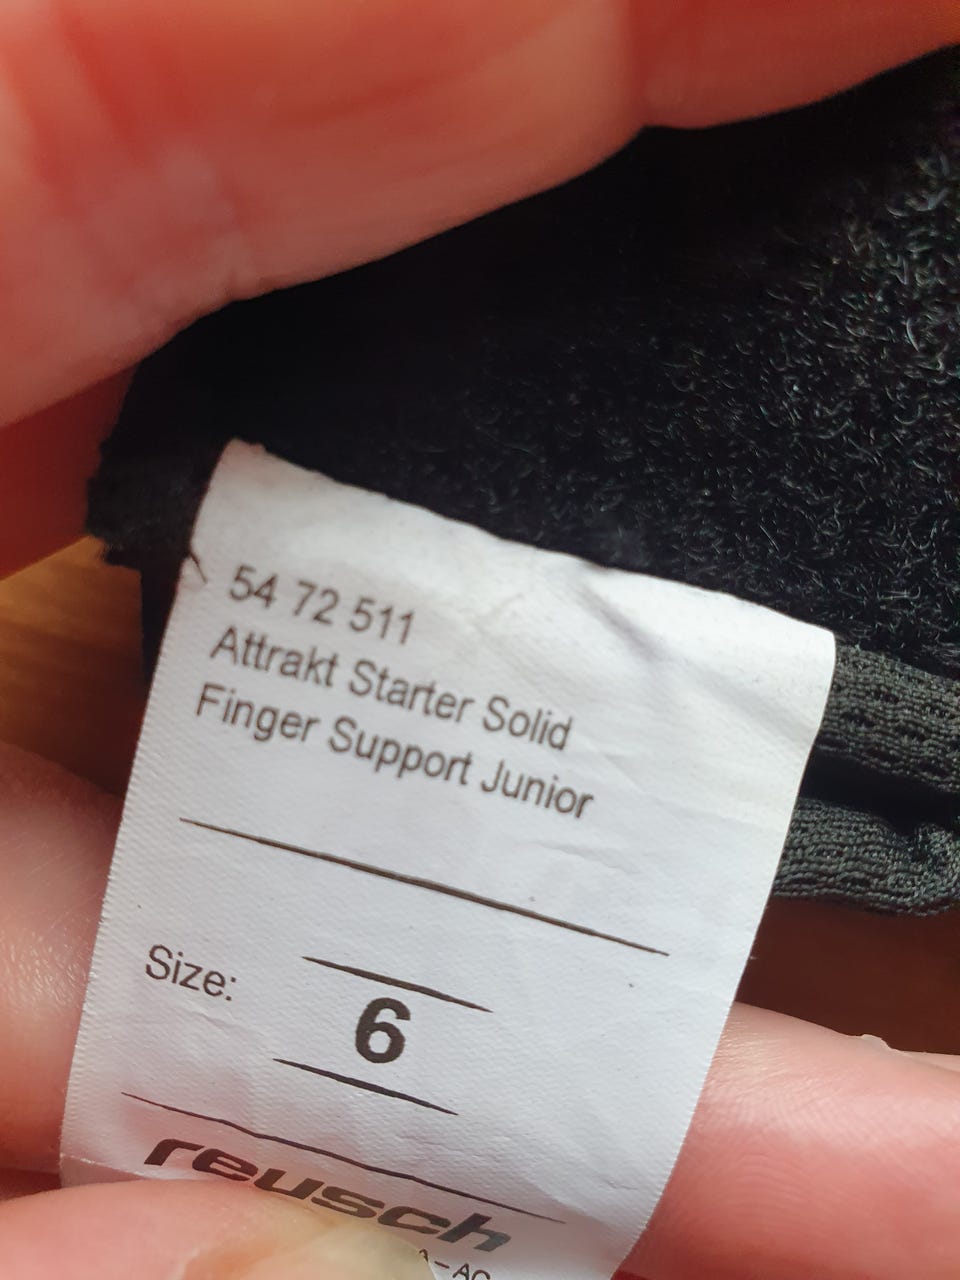 54 72 511
Attrakt Starter Solid
Finger Support Junior
Size:
6
reusch